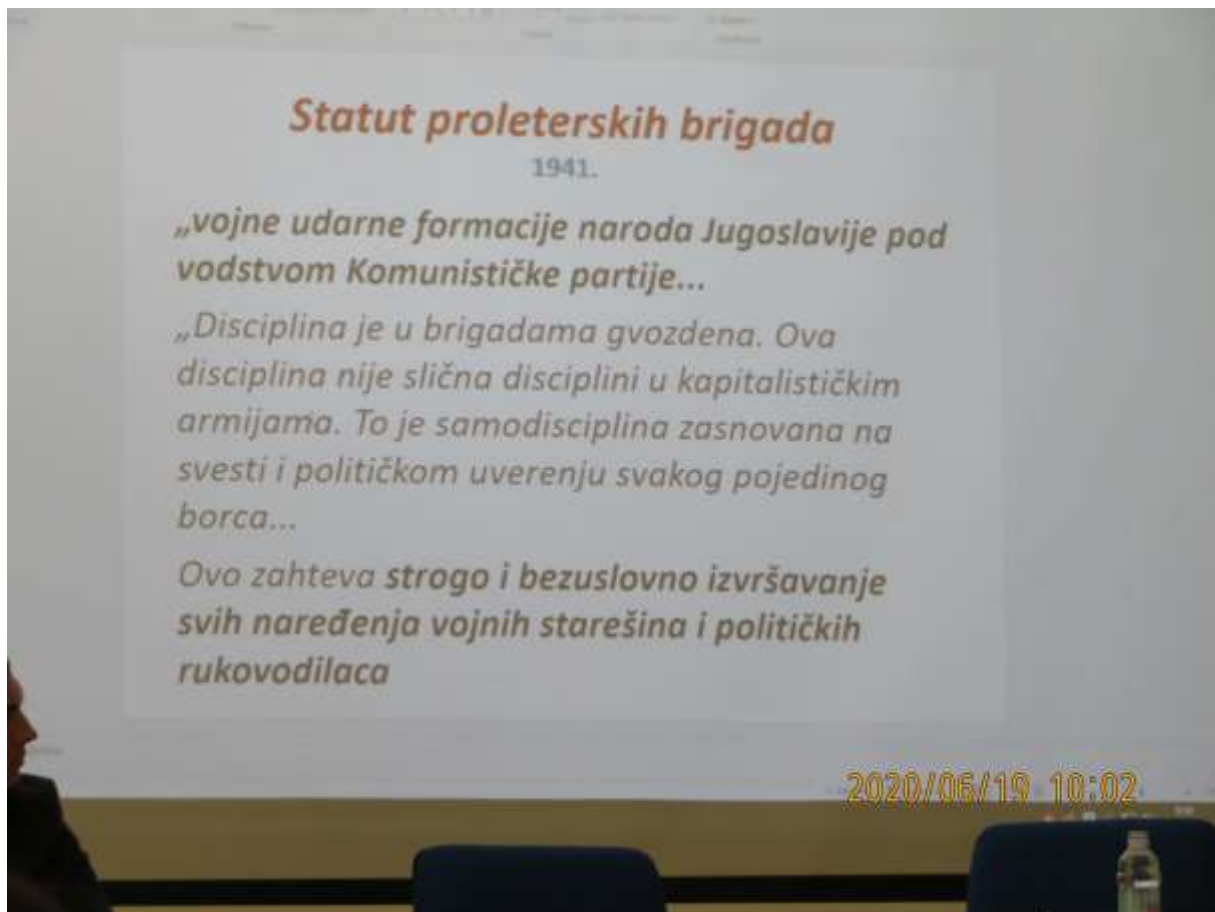 Statut proleterskih brigada
1941.
„vojne udarne formacije naroda Jugoslavije pod
vodstvom Komunističke partije...
„Disciplina je u brigadama gvozdena. Ova
disciplina nije slična disciplini u kapitalističkim
armijama. To je samodisciplina zasnovana na
svesti i političkom uverenju svakog pojedinog
borca...
Ovo zahteva strogo i bezuslovno izvršavanje
svih naređenja vojnih starešina i političkih
rukovodilaca
2020/06/19 10:02